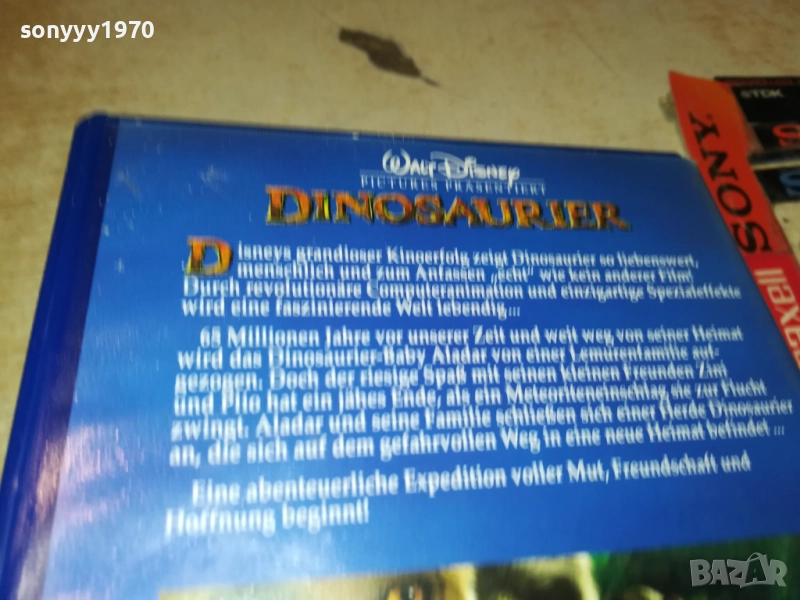 sonyyy1970
WALT DISNEY
PICTURES PRÄSENTIERT
DINOSAURIER
Disneys grandioser Kinoerfolg zeigt Dinosaurier so liebenswert,
menschlich und zum Anfassen „echt“ wie kein anderer Film!
Durch revolutionäre Computeranimation und einzigartige Spezialeffekte
wird eine faszinierende Welt lebendig...
65 Millionen Jahre vor unserer Zeit und weit weg von seiner Heimat
wird das Dinosaurier-Baby Aladar von einer Lemurenfamilie auf-
gezogen. Doch der riesige Spaß mit seinen kleinen Freunden Zini
und Plio hat ein jähes Ende, als ein Meteoriteneinschlag sie zur Flucht
zwingt. Aladar und seine Familie schließen sich einer Herde Dinosaurier
an, die sich auf dem gefahrvollen Weg in eine neue Heimat befindet...
Eine abenteuerliche Expedition voller Mut, Freundschaft und
Hoffnung beginnt!
TDK
SONY
BAZAR